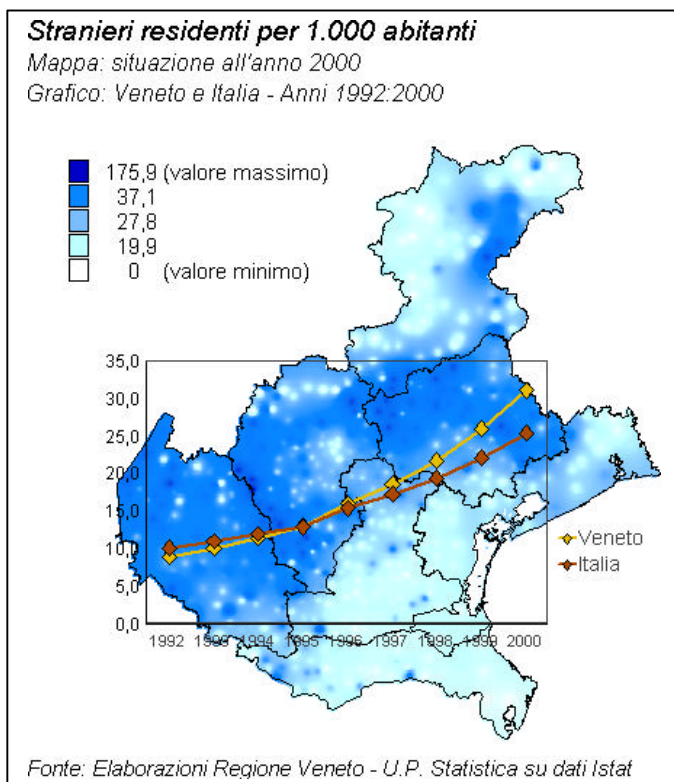 Stranieri residenti per 1.000 abitanti
Mappa: situazione all'anno 2000
Grafico: Veneto e Italia - Anni 1992:2000
175,9 (valore massimo)
37,1
27,8
19,9
0 (valore minimo)
35,0
30,0
25,0
20,0
15,0
10,0
5,0
0,0
1992 1993 1994 1995 1996 1997 1998 1999 2000
Veneto
Italia
Fonte: Elaborazioni Regione Veneto - U.P. Statistica su dati Istat